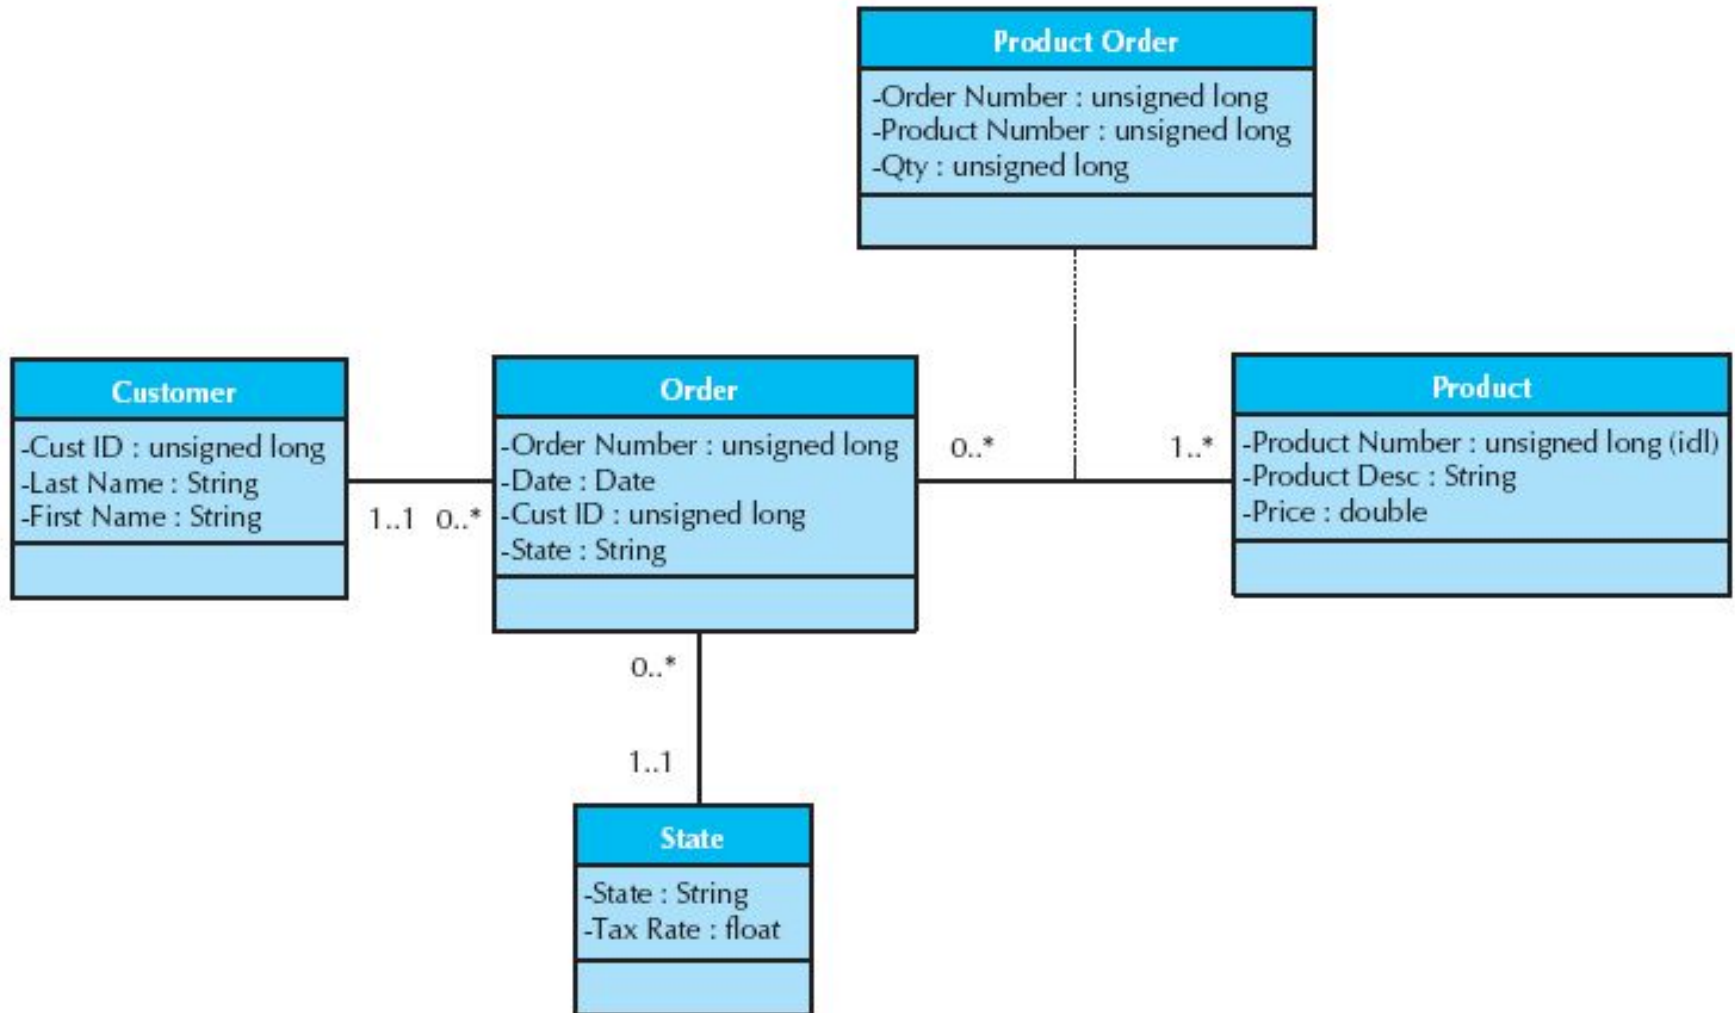 Product Order
-Order Number : unsigned long
-Product Number : unsigned long
-Qty : unsigned long
Customer
-Cust ID : unsigned long
-Last Name : String
-First Name : String
1..1 0..*
Order
-Order Number : unsigned long
-Date : Date
-Cust ID : unsigned long
-State : String
0..*
1..*
Product
-Product Number : unsigned long (idl)
-Product Desc : String
-Price : double
0..*
1..1
State
-State : String
-Tax Rate : float